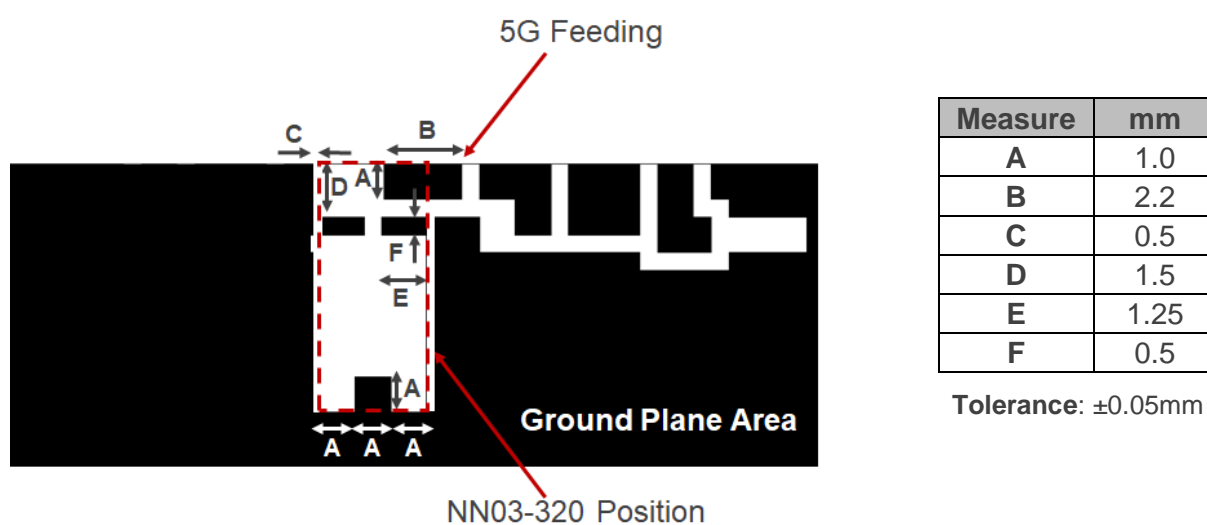 5G Feeding
C
B
D
A
F
E
A
Ground Plane Area
A A A
NN03-320 Position
Measure mm
A 1.0
B 2.2
C 0.5
D 1.5
E 1.25
F 0.5
Tolerance: ±0.05mm